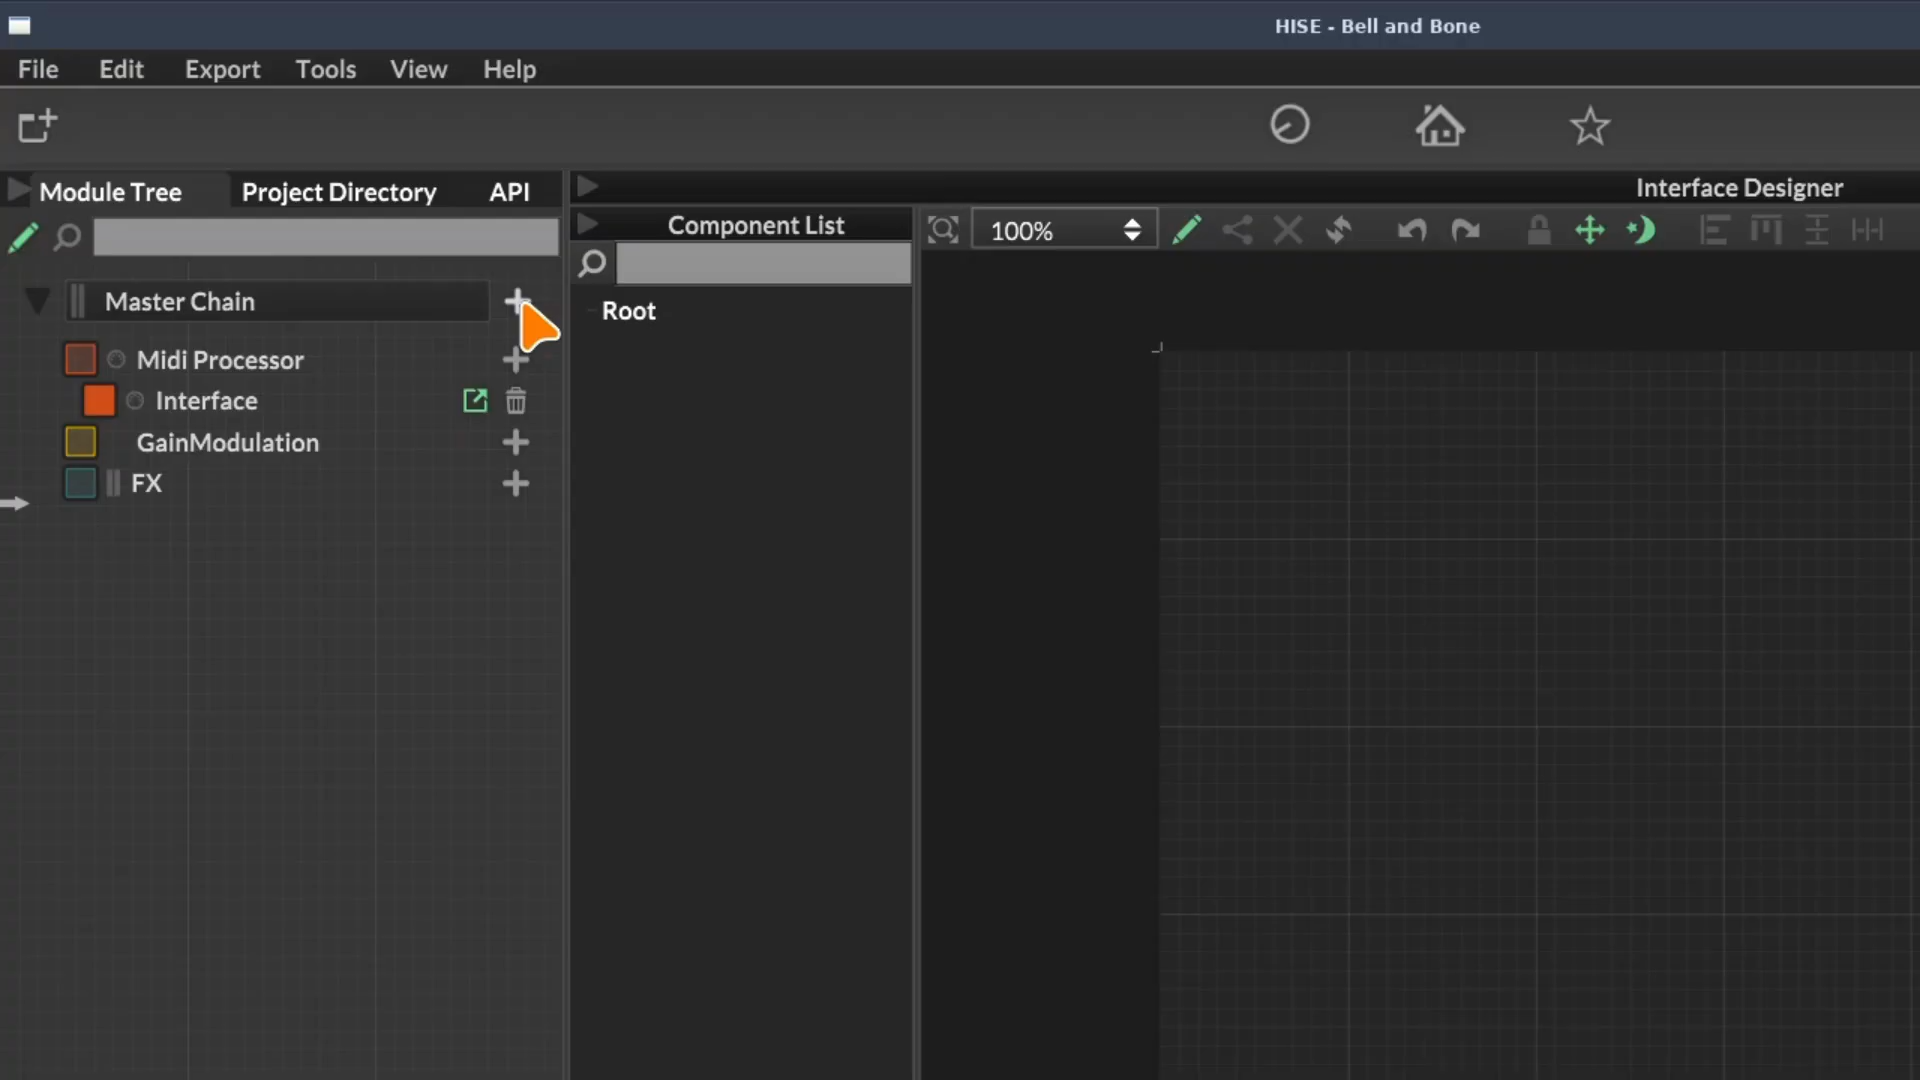 HISE - Bell and Bone
File Edit Export Tools View Help
Module Tree Project Directory API
Interface Designer
Component List
100%
Master Chain
Root
Midi Processor
Interface
GainModulation
FX